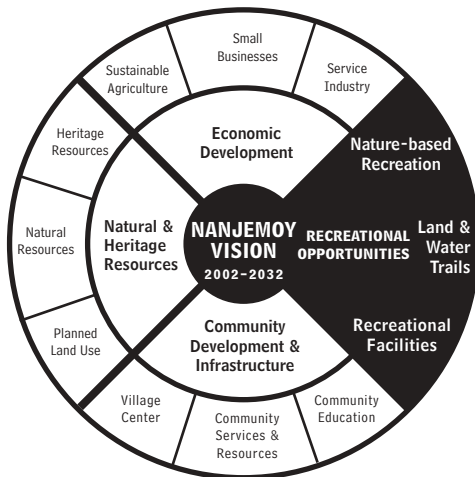 Small
Businesses
Sustainable
Agriculture
Service
Industry
Heritage
Resources
Economic
Development
Nature-based
Recreation
Natural
Resources
Natural &
Heritage
Resources
NANJEMOY
VISION
2002–2032
RECREATIONAL
OPPORTUNITIES
Land &
Water
Trails
Planned
Land Use
Community
Development &
Infrastructure
Recreational
Facilities
Village
Center
Community
Services &
Resources
Community
Education